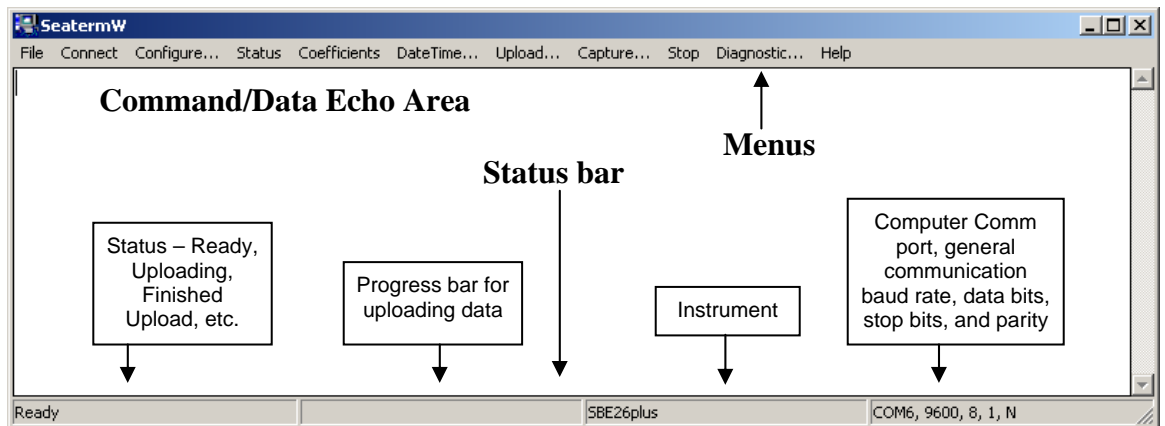 SeatermW
File Connect Configure... Status Coefficients DateTime... Upload... Capture... Stop Diagnostic... Help
Command/Data Echo Area
Menus
Status bar
Status – Ready,
Uploading,
Finished
Upload, etc.
Progress bar for
uploading data
Instrument
Computer Comm
port, general
communication
baud rate, data bits,
stop bits, and parity
Ready
SBE26plus
COM6, 9600, 8, 1, N